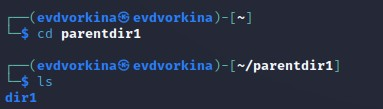 ┌──(evdvorkina㉿evdvorkina)-[~]
└─$ cd parentdir1
┌──(evdvorkina㉿evdvorkina)-[~/parentdir1]
└─$ ls
dir1